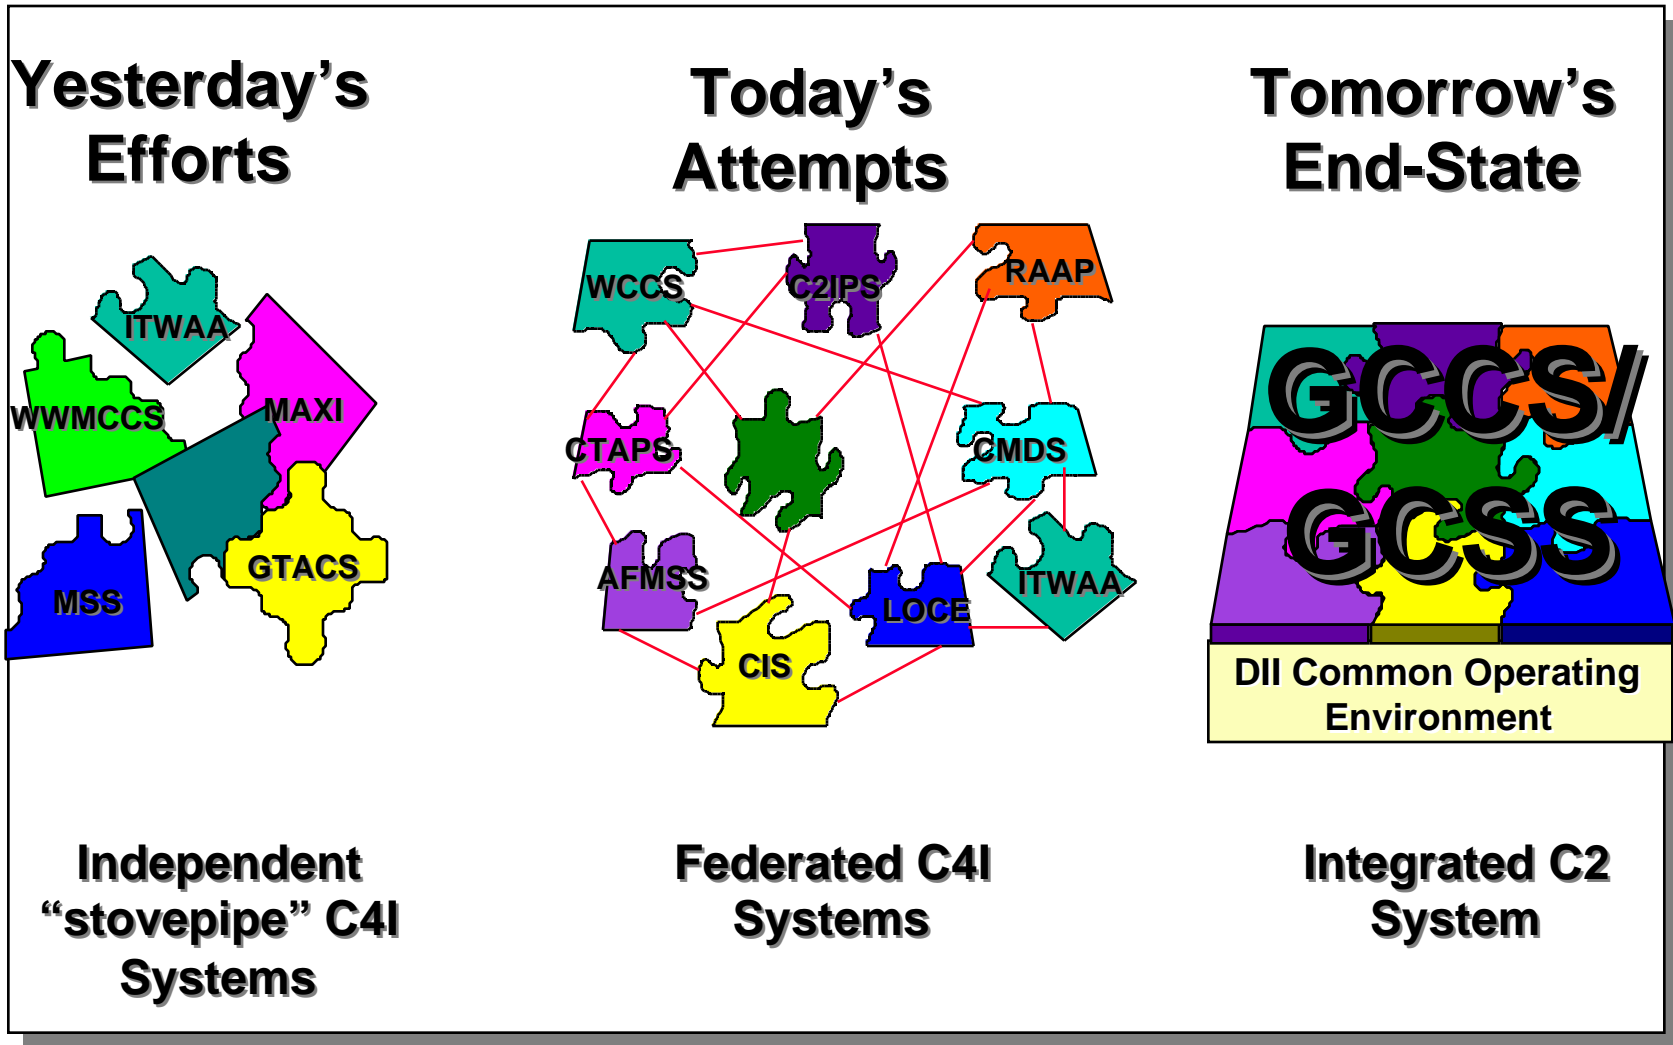 Yesterday’s
Efforts
Today’s
Attempts
Tomorrow’s
End-State
ITWAA
WWMCCS
MAXI
GTACS
MSS
WCCS
C2IPS
RAAP
CTAPS
CMDS
AFMSS
LOCE
ITWAA
CIS
GCCS/
GCSS
DII Common Operating
Environment
Independent
“stovepipe” C4I
Systems
Federated C4I
Systems
Integrated C2
System